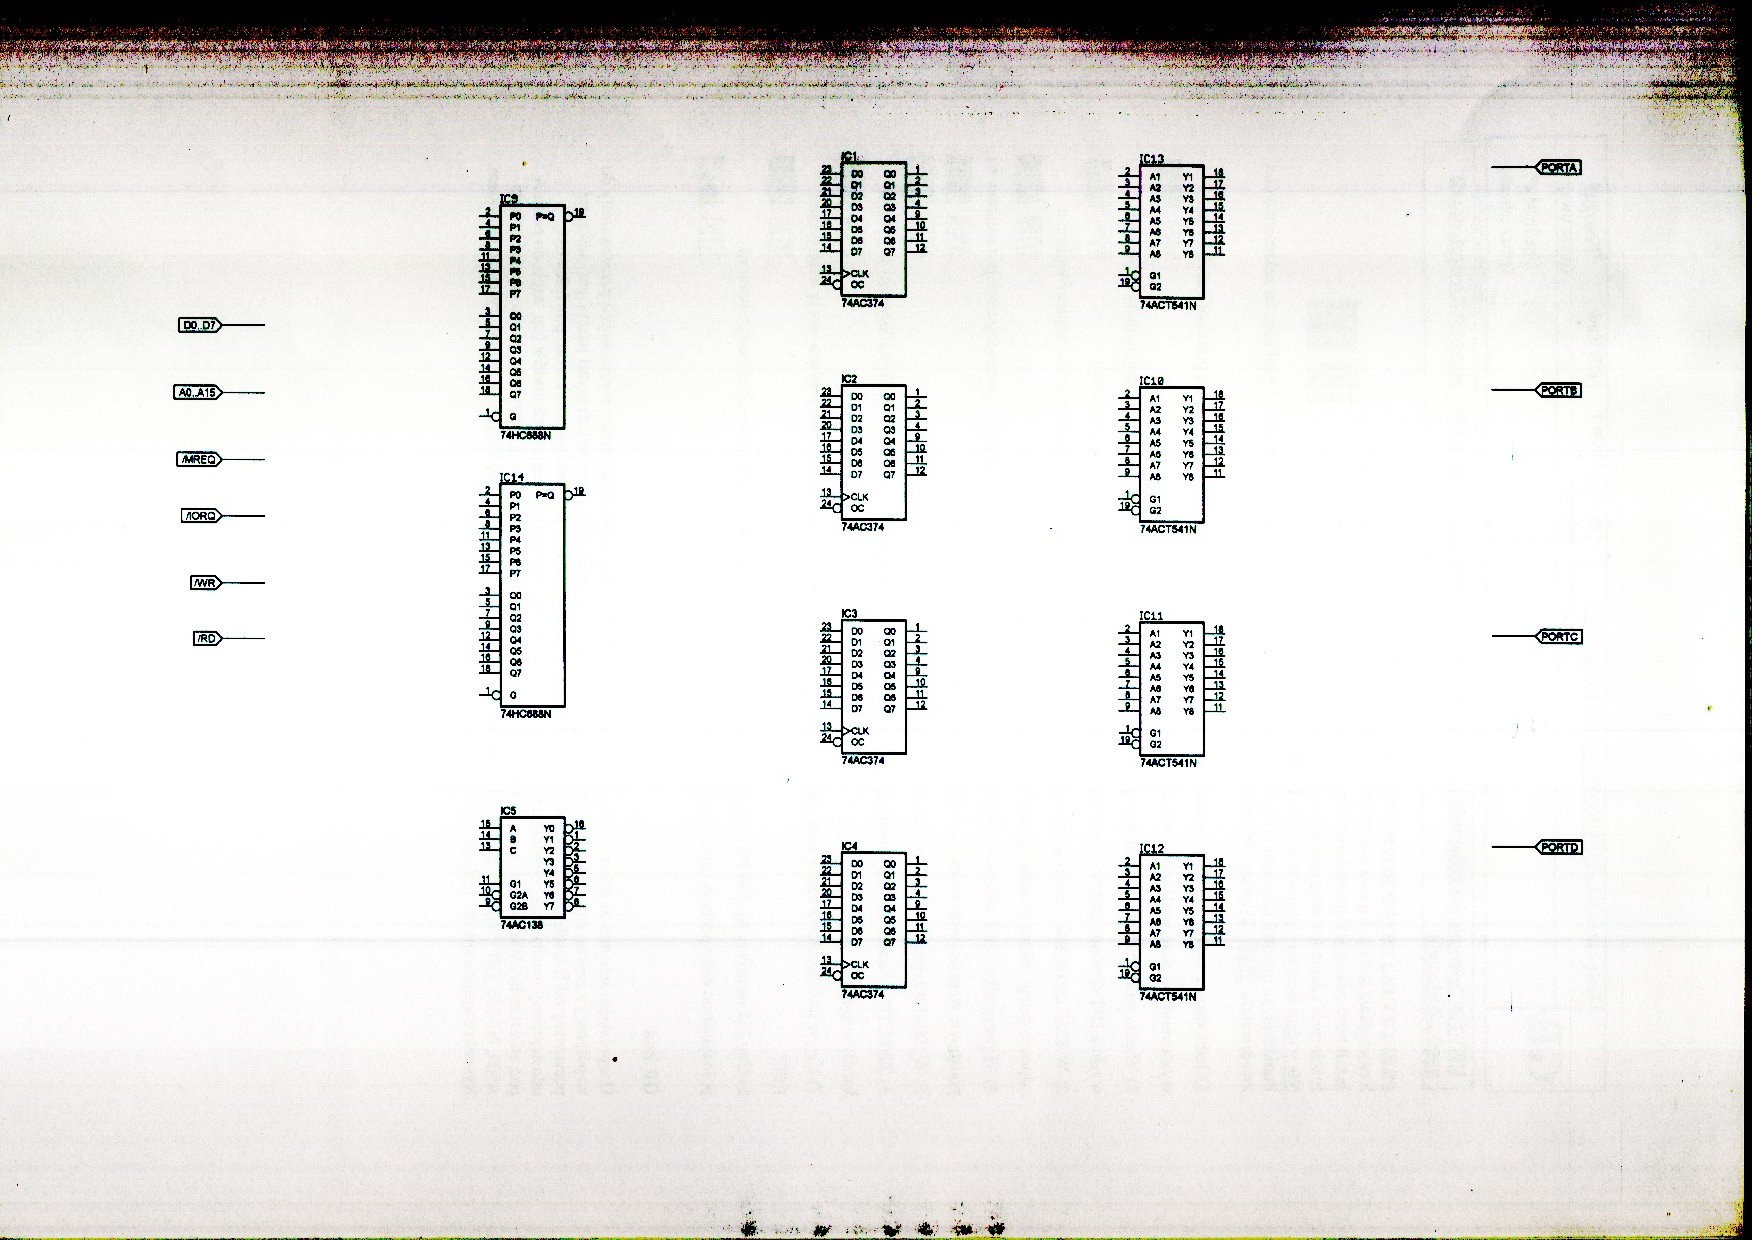 D0..D7
A0..A15
/MREQ
/IORQ
/WR
/RD
IC9
2 P0 P=Q 19
4 P1
6 P2
8 P3
11 P4
13 P5
15 P6
17 P7
3 Q0
5 Q1
7 Q2
9 Q3
12 Q4
14 Q5
16 Q6
18 Q7
1 G
74HC688N
IC14
2 P0 P=Q 19
4 P1
6 P2
8 P3
11 P4
13 P5
15 P6
17 P7
3 Q0
5 Q1
7 Q2
9 Q3
12 Q4
14 Q5
16 Q6
18 Q7
1 G
74HC688N
IC5
15 A Y0 16
14 B Y1 1
13 C Y2 2
Y3 3
Y4 5
11 G1 Y5 6
10 G2A Y6 7
9 G2B Y7 8
74AC138
IC1
23 D0 Q0 1
22 D1 Q1 2
21 D2 Q2 3
20 D3 Q3 4
17 D4 Q4 9
16 D5 Q5 10
15 D6 Q6 11
14 D7 Q7 12
13 CLK
24 OC
74AC374
IC2
23 D0 Q0 1
22 D1 Q1 2
21 D2 Q2 3
20 D3 Q3 4
17 D4 Q4 9
16 D5 Q5 10
15 D6 Q6 11
14 D7 Q7 12
13 CLK
24 OC
74AC374
IC3
23 D0 Q0 1
22 D1 Q1 2
21 D2 Q2 3
20 D3 Q3 4
17 D4 Q4 9
16 D5 Q5 10
15 D6 Q6 11
14 D7 Q7 12
13 CLK
24 OC
74AC374
IC4
23 D0 Q0 1
22 D1 Q1 2
21 D2 Q2 3
20 D3 Q3 4
17 D4 Q4 9
16 D5 Q5 10
15 D6 Q6 11
14 D7 Q7 12
13 CLK
24 OC
74AC374
IC13
2 A1 Y1 18
3 A2 Y2 17
4 A3 Y3 16
5 A4 Y4 15
6 A5 Y5 14
7 A6 Y6 13
8 A7 Y7 12
9 A8 Y8 11
1 G1
19 G2
74ACT541N
IC10
2 A1 Y1 18
3 A2 Y2 17
4 A3 Y3 16
5 A4 Y4 15
6 A5 Y5 14
7 A6 Y6 13
8 A7 Y7 12
9 A8 Y8 11
1 G1
19 G2
74ACT541N
IC11
2 A1 Y1 18
3 A2 Y2 17
4 A3 Y3 16
5 A4 Y4 15
6 A5 Y5 14
7 A6 Y6 13
8 A7 Y7 12
9 A8 Y8 11
1 G1
19 G2
74ACT541N
IC12
2 A1 Y1 18
3 A2 Y2 17
4 A3 Y3 16
5 A4 Y4 15
6 A5 Y5 14
7 A6 Y6 13
8 A7 Y7 12
9 A8 Y8 11
1 G1
19 G2
74ACT541N
PORTA
PORTB
PORTC
PORTD